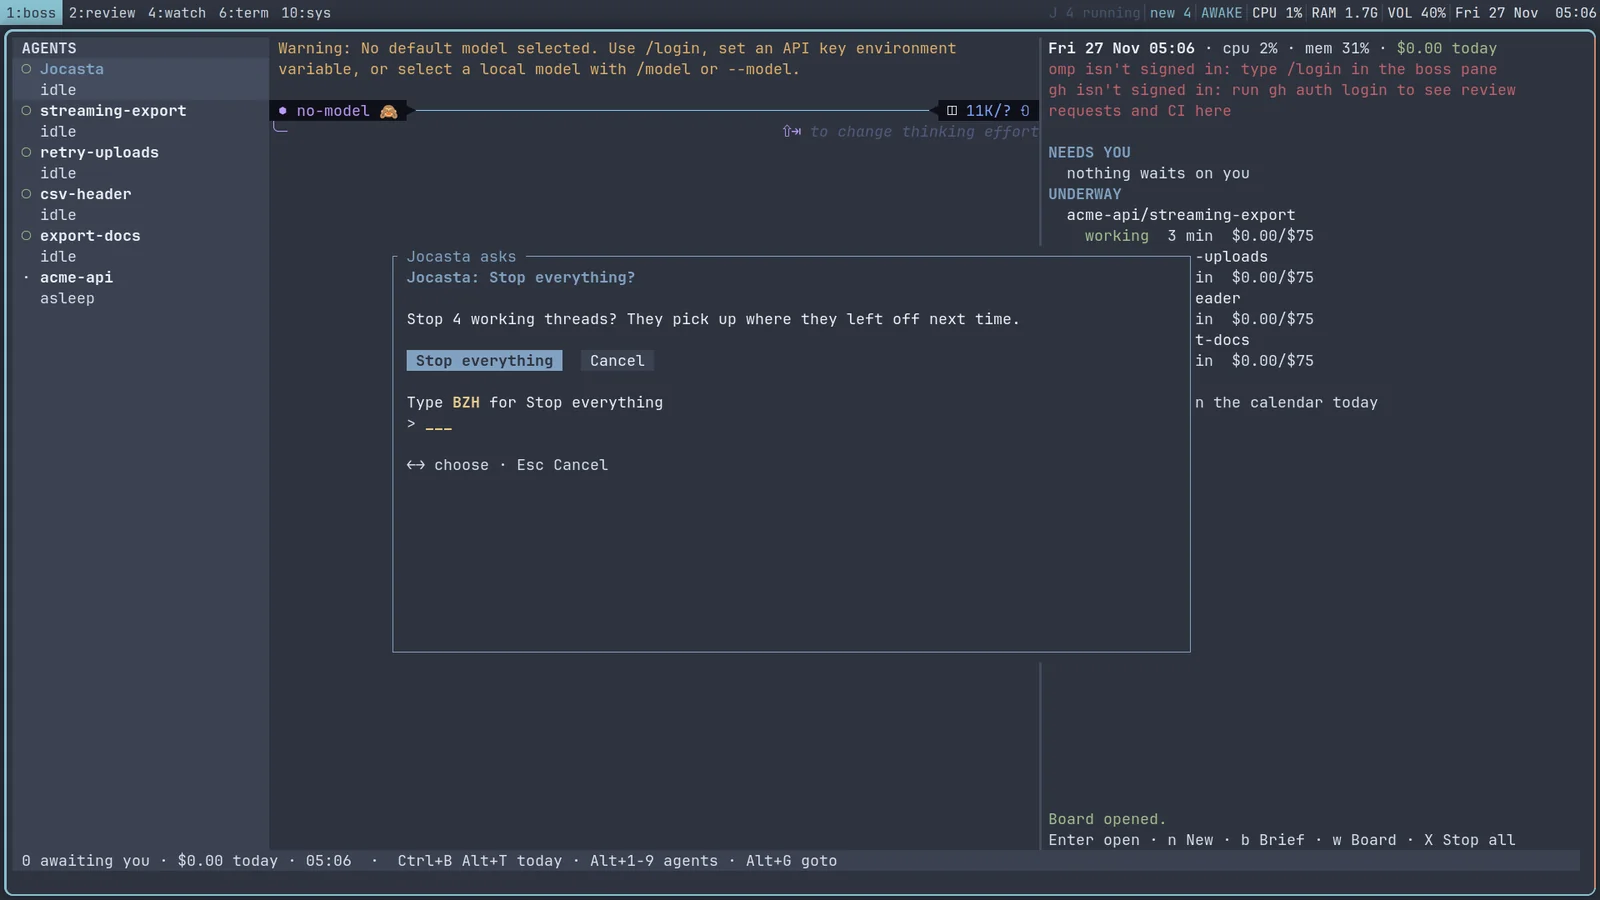 1:boss 2:review 4:watch 6:term 10:sys
J 4 running new 4 AWAKE CPU 1% RAM 1.7G VOL 40% Fri 27 Nov 05:06
AGENTS
Jocasta
idle
streaming-export
idle
retry-uploads
idle
csv-header
idle
export-docs
idle
· acme-api
asleep
Warning: No default model selected. Use /login, set an API key environment
variable, or select a local model with /model or --model.
no-model
11K/?
to change thinking effort
Fri 27 Nov 05:06 · cpu 2% · mem 31% · $0.00 today
omp isn't signed in: type /login in the boss pane
gh isn't signed in: run gh auth login to see review
requests and CI here
NEEDS YOU
nothing waits on you
UNDERWAY
acme-api/streaming-export
working 3 min $0.00/$75
-uploads
in $0.00/$75
eader
in $0.00/$75
t-docs
in $0.00/$75
n the calendar today
Jocasta asks
Jocasta: Stop everything?
Stop 4 working threads? They pick up where they left off next time.
Stop everything Cancel
Type BZH for Stop everything
> ___
↔ choose · Esc Cancel
Board opened.
Enter open · n New · b Brief · w Board · X Stop all
0 awaiting you · $0.00 today · 05:06 · Ctrl+B Alt+T today · Alt+1-9 agents · Alt+G goto